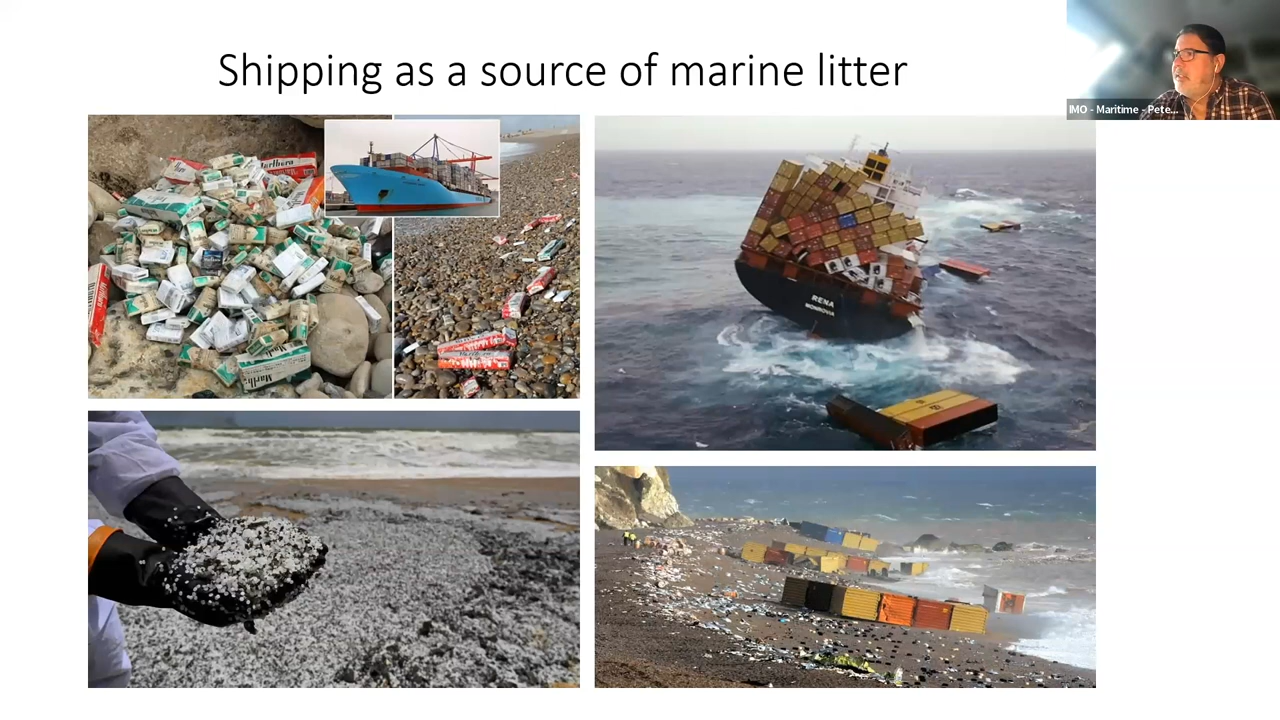 Shipping as a source of marine litter
IMO - Maritime - Pete...
Marlboro
RENA
MONROVIA